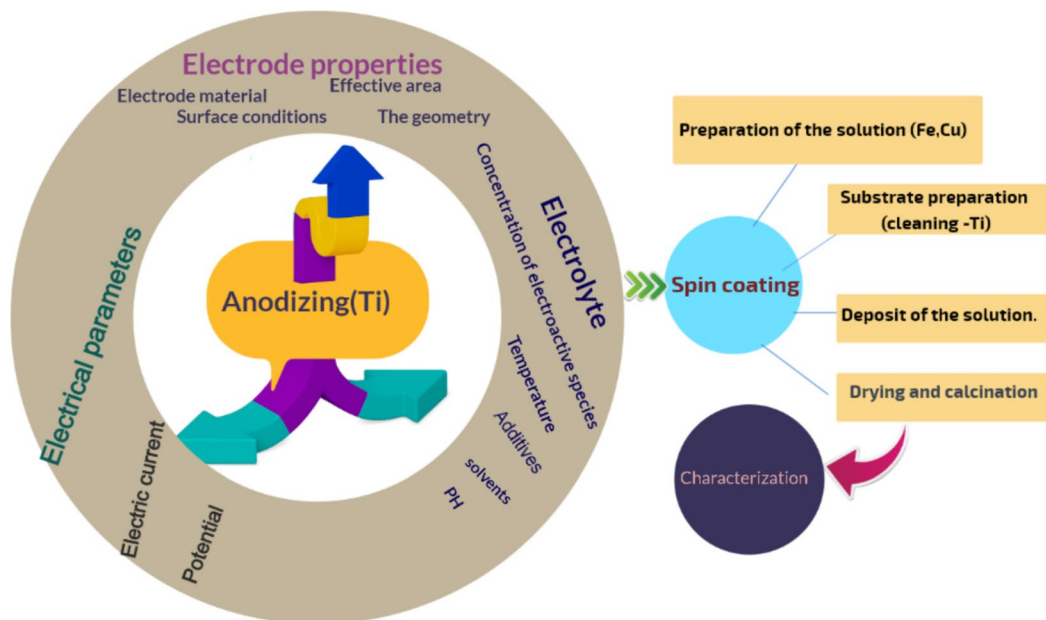 Electrode properties
Effective area
Electrode material
Surface conditions
The geometry
Electrolyte
Concentration of electroactive species
Temperature
Additives
solvents
PH
Electrical parameters
Electric current
Potential
Anodizing(Ti)
Spin coating
Preparation of the solution (Fe,Cu)
Substrate preparation
(cleaning -Ti)
Deposit of the solution.
Drying and calcination
Characterization